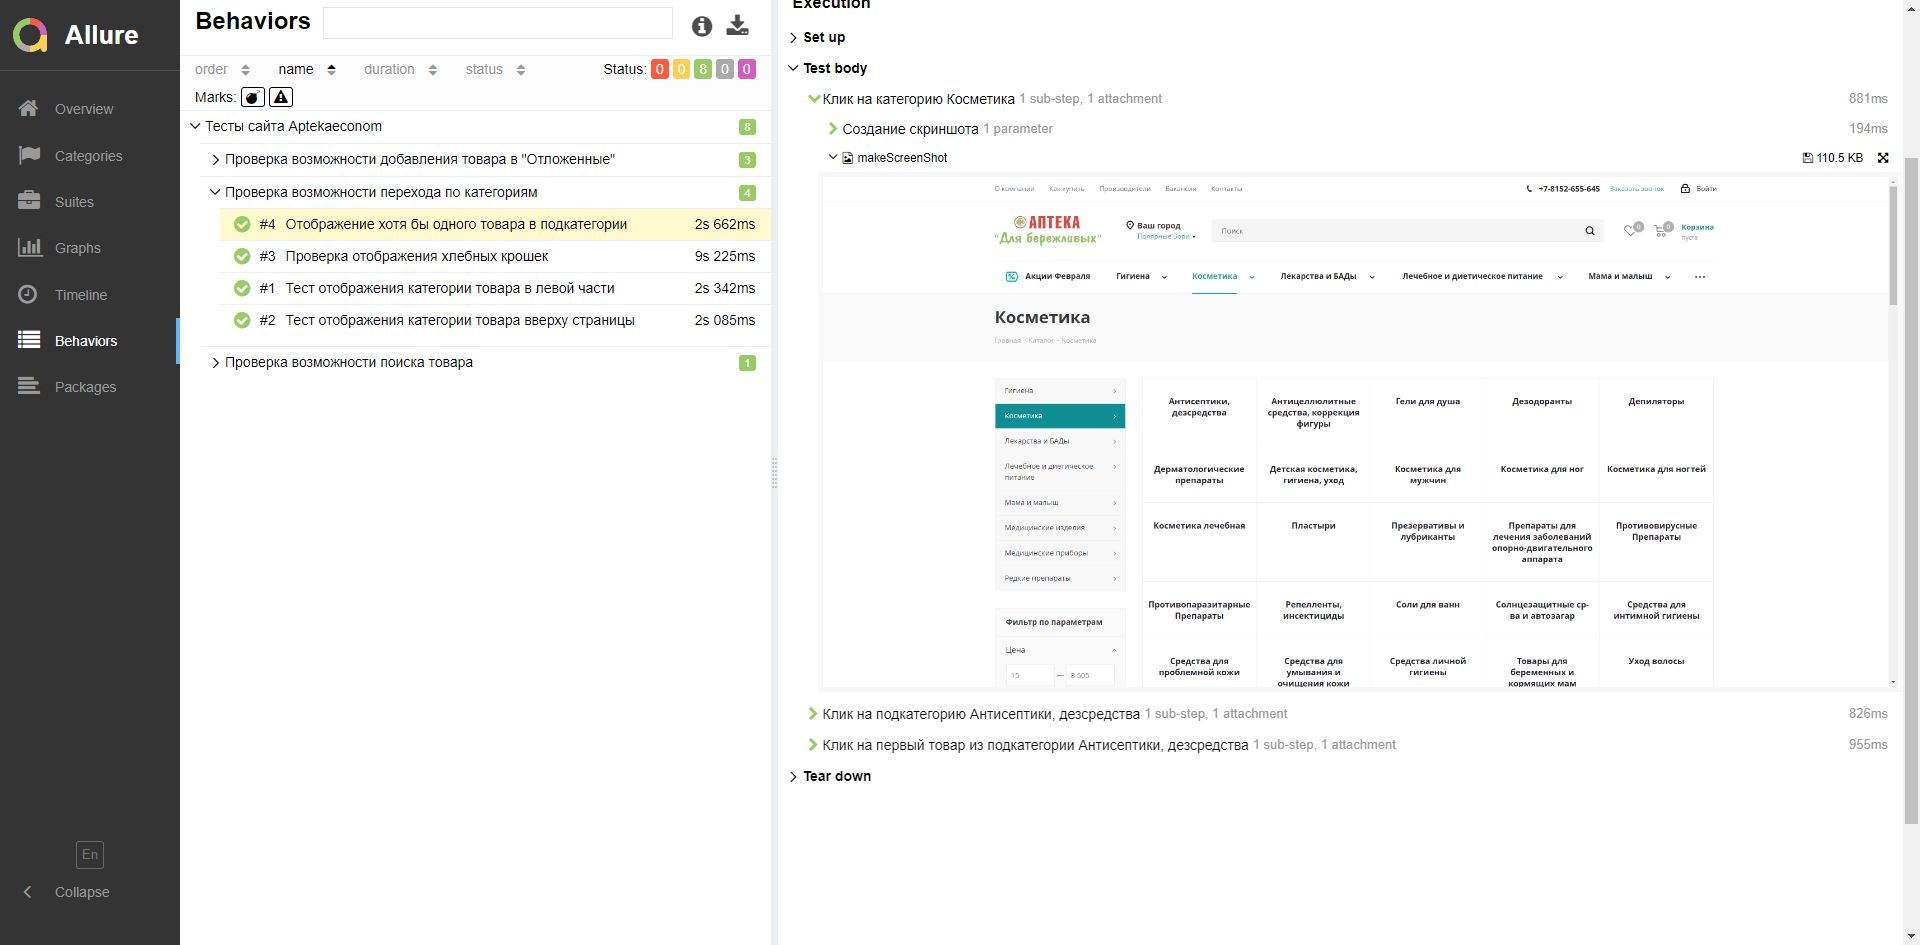 Allure
Overview
Categories
Suites
Graphs
Timeline
Behaviors
Packages
En
Collapse
Behaviors
order name duration status Status: 0 0 8 0 0
Marks:
Тесты сайта Aptekaeconom 8
Проверка возможности добавления товара в "Отложенные" 3
Проверка возможности перехода по категориям 4
#4 Отображение хотя бы одного товара в подкатегории 2s 662ms
#3 Проверка отображения хлебных крошек 9s 225ms
#1 Тест отображения категории товара в левой части 2s 342ms
#2 Тест отображения категории товара вверху страницы 2s 085ms
Проверка возможности поиска товара 1
Execution
Set up
Test body
Клик на категорию Косметика 1 sub-step, 1 attachment 881ms
Создание скриншота 1 parameter 194ms
makeScreenShot 110.5 KB
О компании Как купить Производители Вакансии Контакты +7-8152-655-645 Заказать звонок Войти
АПТЕКА
"Для бережливых"
Ваш город
Полярные Зори
Поиск
0 0
Корзина
пуста
% Акции Февраля Гигиена Косметика Лекарства и БАДы Лечебное и диетическое питание Мама и малыш ...
Косметика
Главная - Каталог - Косметика
Гигиена
Косметика
Лекарства и БАДы
Лечебное и диетическое
питание
Мама и малыш
Медицинские изделия
Медицинские приборы
Редкие препараты
Фильтр по параметрам
Цена
15 — 8 505
Антисептики,
дезсредства
Антицеллюлитные
средства, коррекция
фигуры
Гели для душа
Дезодоранты
Депиляторы
Дерматологические
препараты
Детская косметика,
гигиена, уход
Косметика для
мужчин
Косметика для ног
Косметика для ногтей
Косметика лечебная
Пластыри
Презервативы и
лубриканты
Препараты для
лечения заболеваний
опорно-двигательного
аппарата
Противовирусные
Препараты
Противопаразитарные
Препараты
Репелленты,
инсектициды
Соли для ванн
Солнцезащитные ср-
ва и автозагар
Средства для
интимной гигиены
Средства для
проблемной кожи
Средства для
умывания и
очищения кожи
Средства личной
гигиены
Товары для
беременных и
кормящих мам
Уход волосы
Клик на подкатегорию Антисептики, дезсредства 1 sub-step, 1 attachment 826ms
Клик на первый товар из подкатегории Антисептики, дезсредства 1 sub-step, 1 attachment 955ms
Tear down